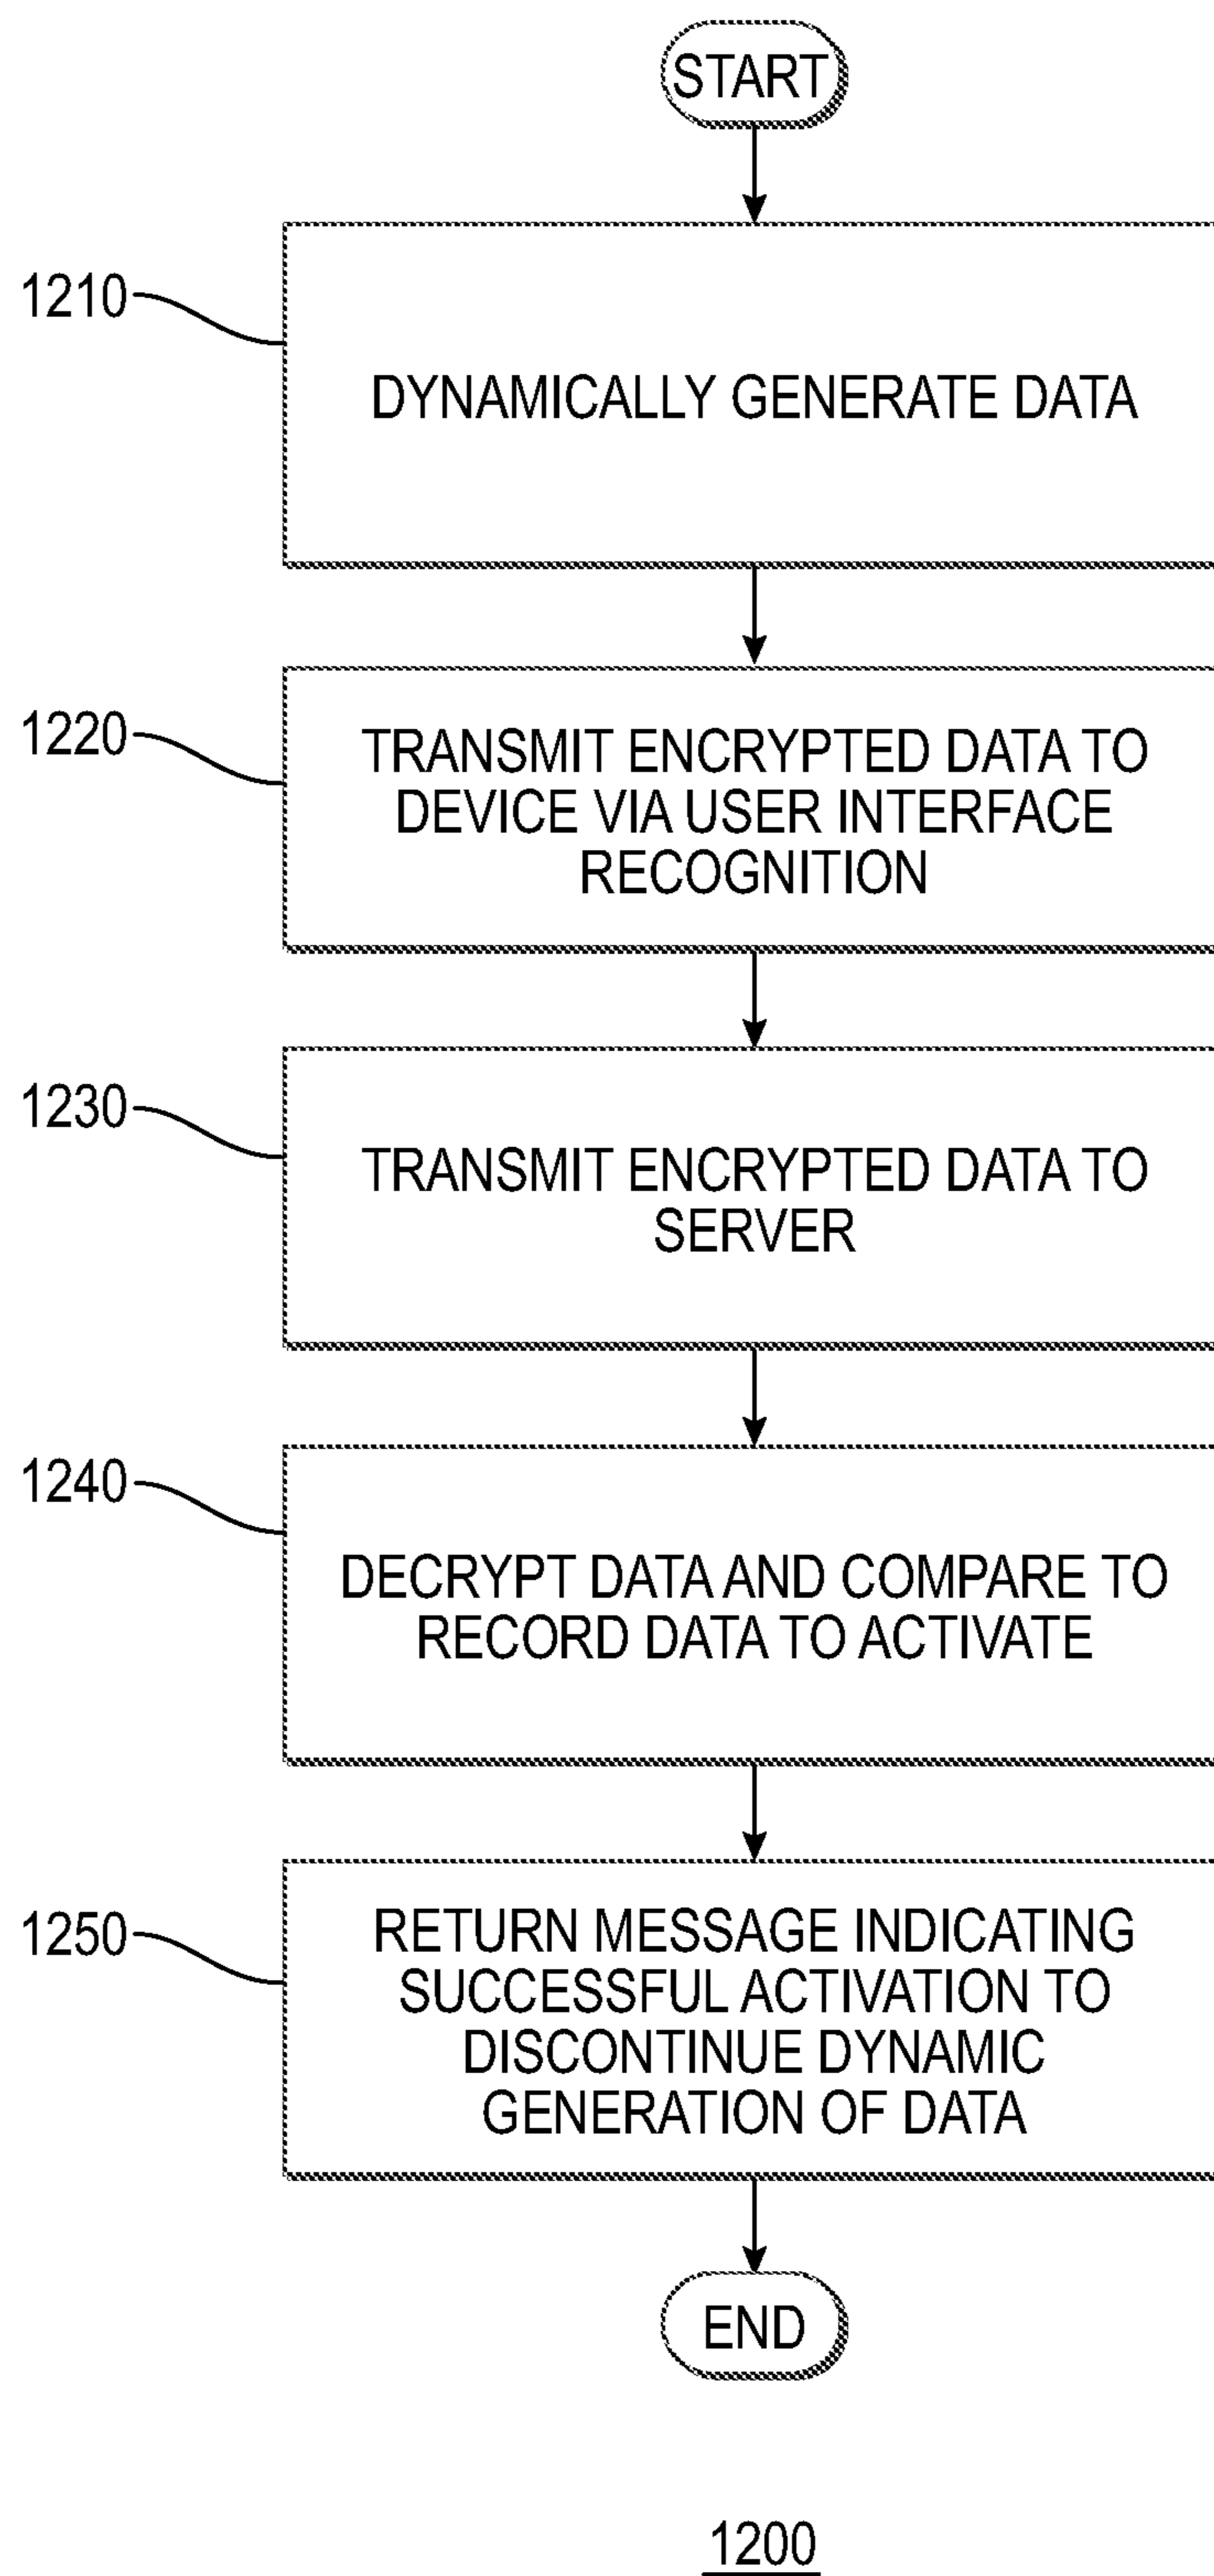 START
1210
DYNAMICALLY GENERATE DATA
1220
TRANSMIT ENCRYPTED DATA TO
DEVICE VIA USER INTERFACE
RECOGNITION
1230
TRANSMIT ENCRYPTED DATA TO
SERVER
1240
DECRYPT DATA AND COMPARE TO
RECORD DATA TO ACTIVATE
1250
RETURN MESSAGE INDICATING
SUCCESSFUL ACTIVATION TO
DISCONTINUE DYNAMIC
GENERATION OF DATA
END
1200